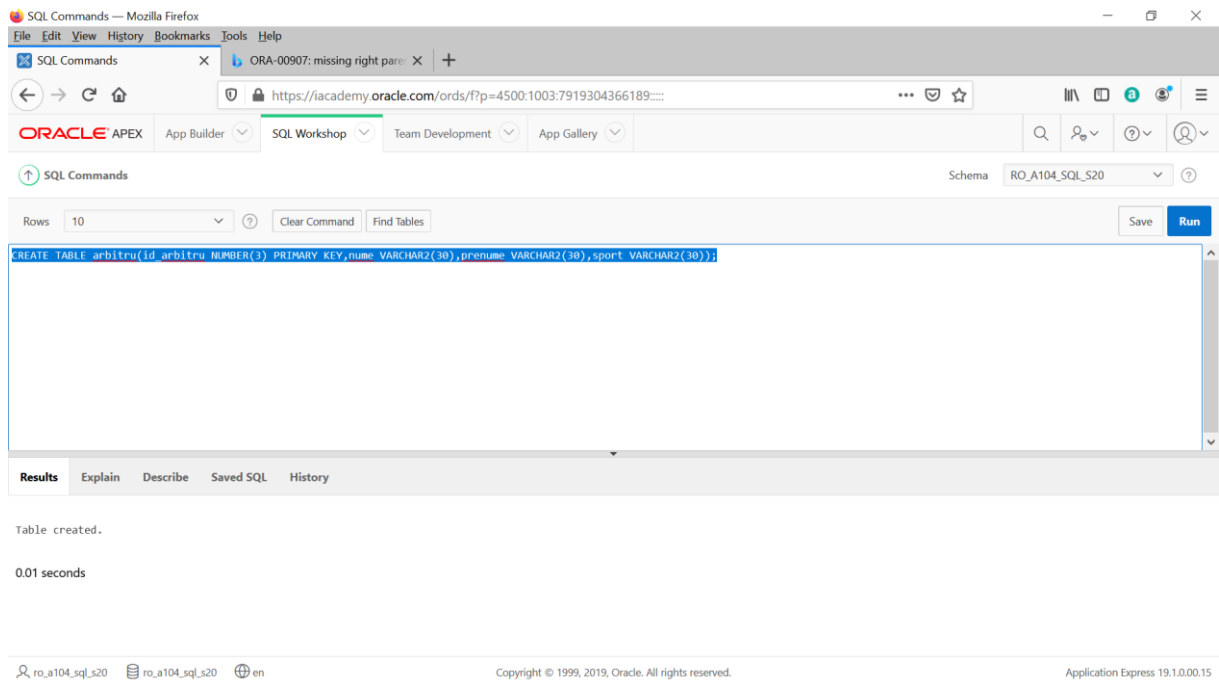 SQL Commands — Mozilla Firefox
File Edit View History Bookmarks Tools Help
SQL Commands ORA-00907: missing right pare
https://iacademy.oracle.com/ords/f?p=4500:1003:7919304366189:::::
ORACLE APEX App Builder SQL Workshop Team Development App Gallery
SQL Commands Schema RO_A104_SQL_S20
Rows 10 Clear Command Find Tables Save Run
CREATE TABLE arbitru(id_arbitru NUMBER(3) PRIMARY KEY,nume VARCHAR2(30),prenume VARCHAR2(30),sport VARCHAR2(30));
Results Explain Describe Saved SQL History
Table created.
0.01 seconds
ro_a104_sql_s20 ro_a104_sql_s20 en Copyright © 1999, 2019, Oracle. All rights reserved. Application Express 19.1.0.00.15